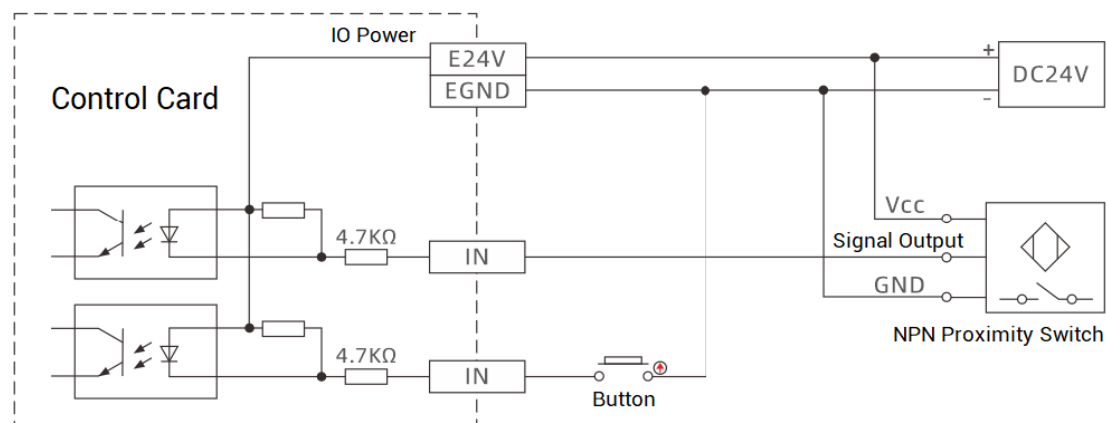 IO Power
E24V
EGND
+
DC24V
-
Control Card
Vcc
4.7KΩ
IN
Signal Output
GND
NPN Proximity Switch
4.7KΩ
IN
Button